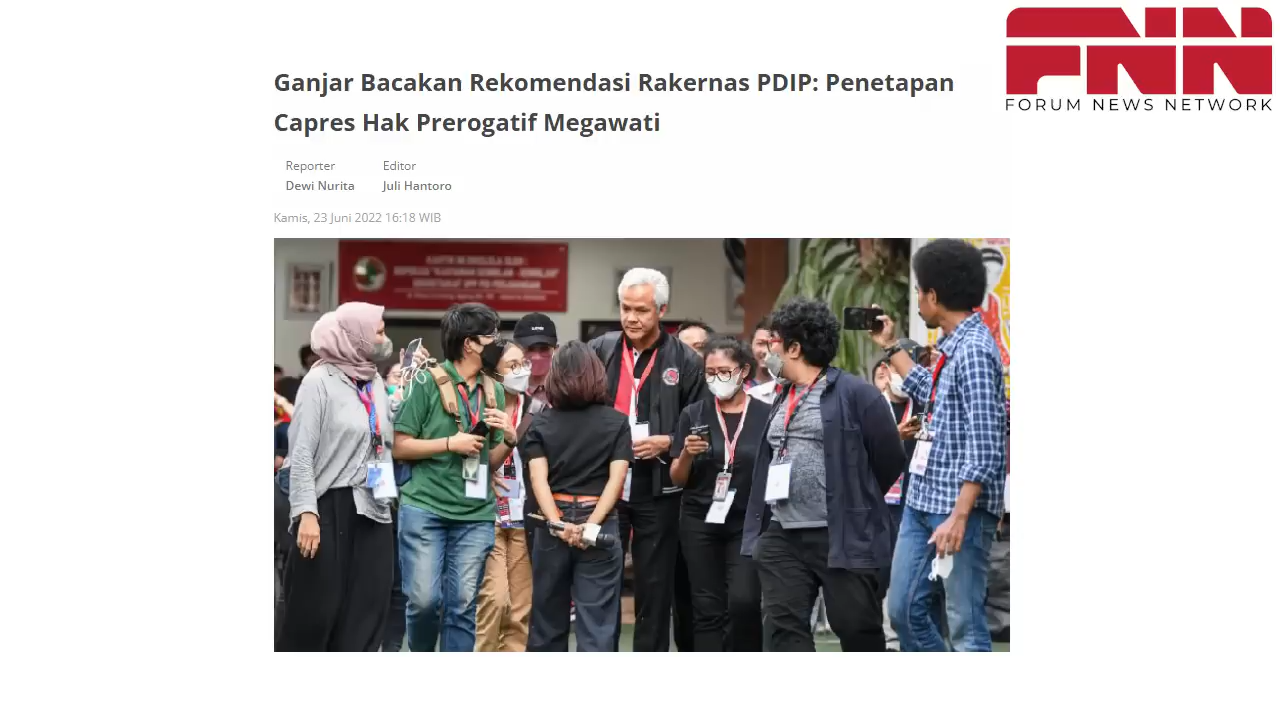 FNN
FORUM NEWS NETWORK
Ganjar Bacakan Rekomendasi Rakernas PDIP: Penetapan
Capres Hak Prerogatif Megawati
Reporter Editor
Dewi Nurita Juli Hantoro
Kamis, 23 Juni 2022 16:18 WIB